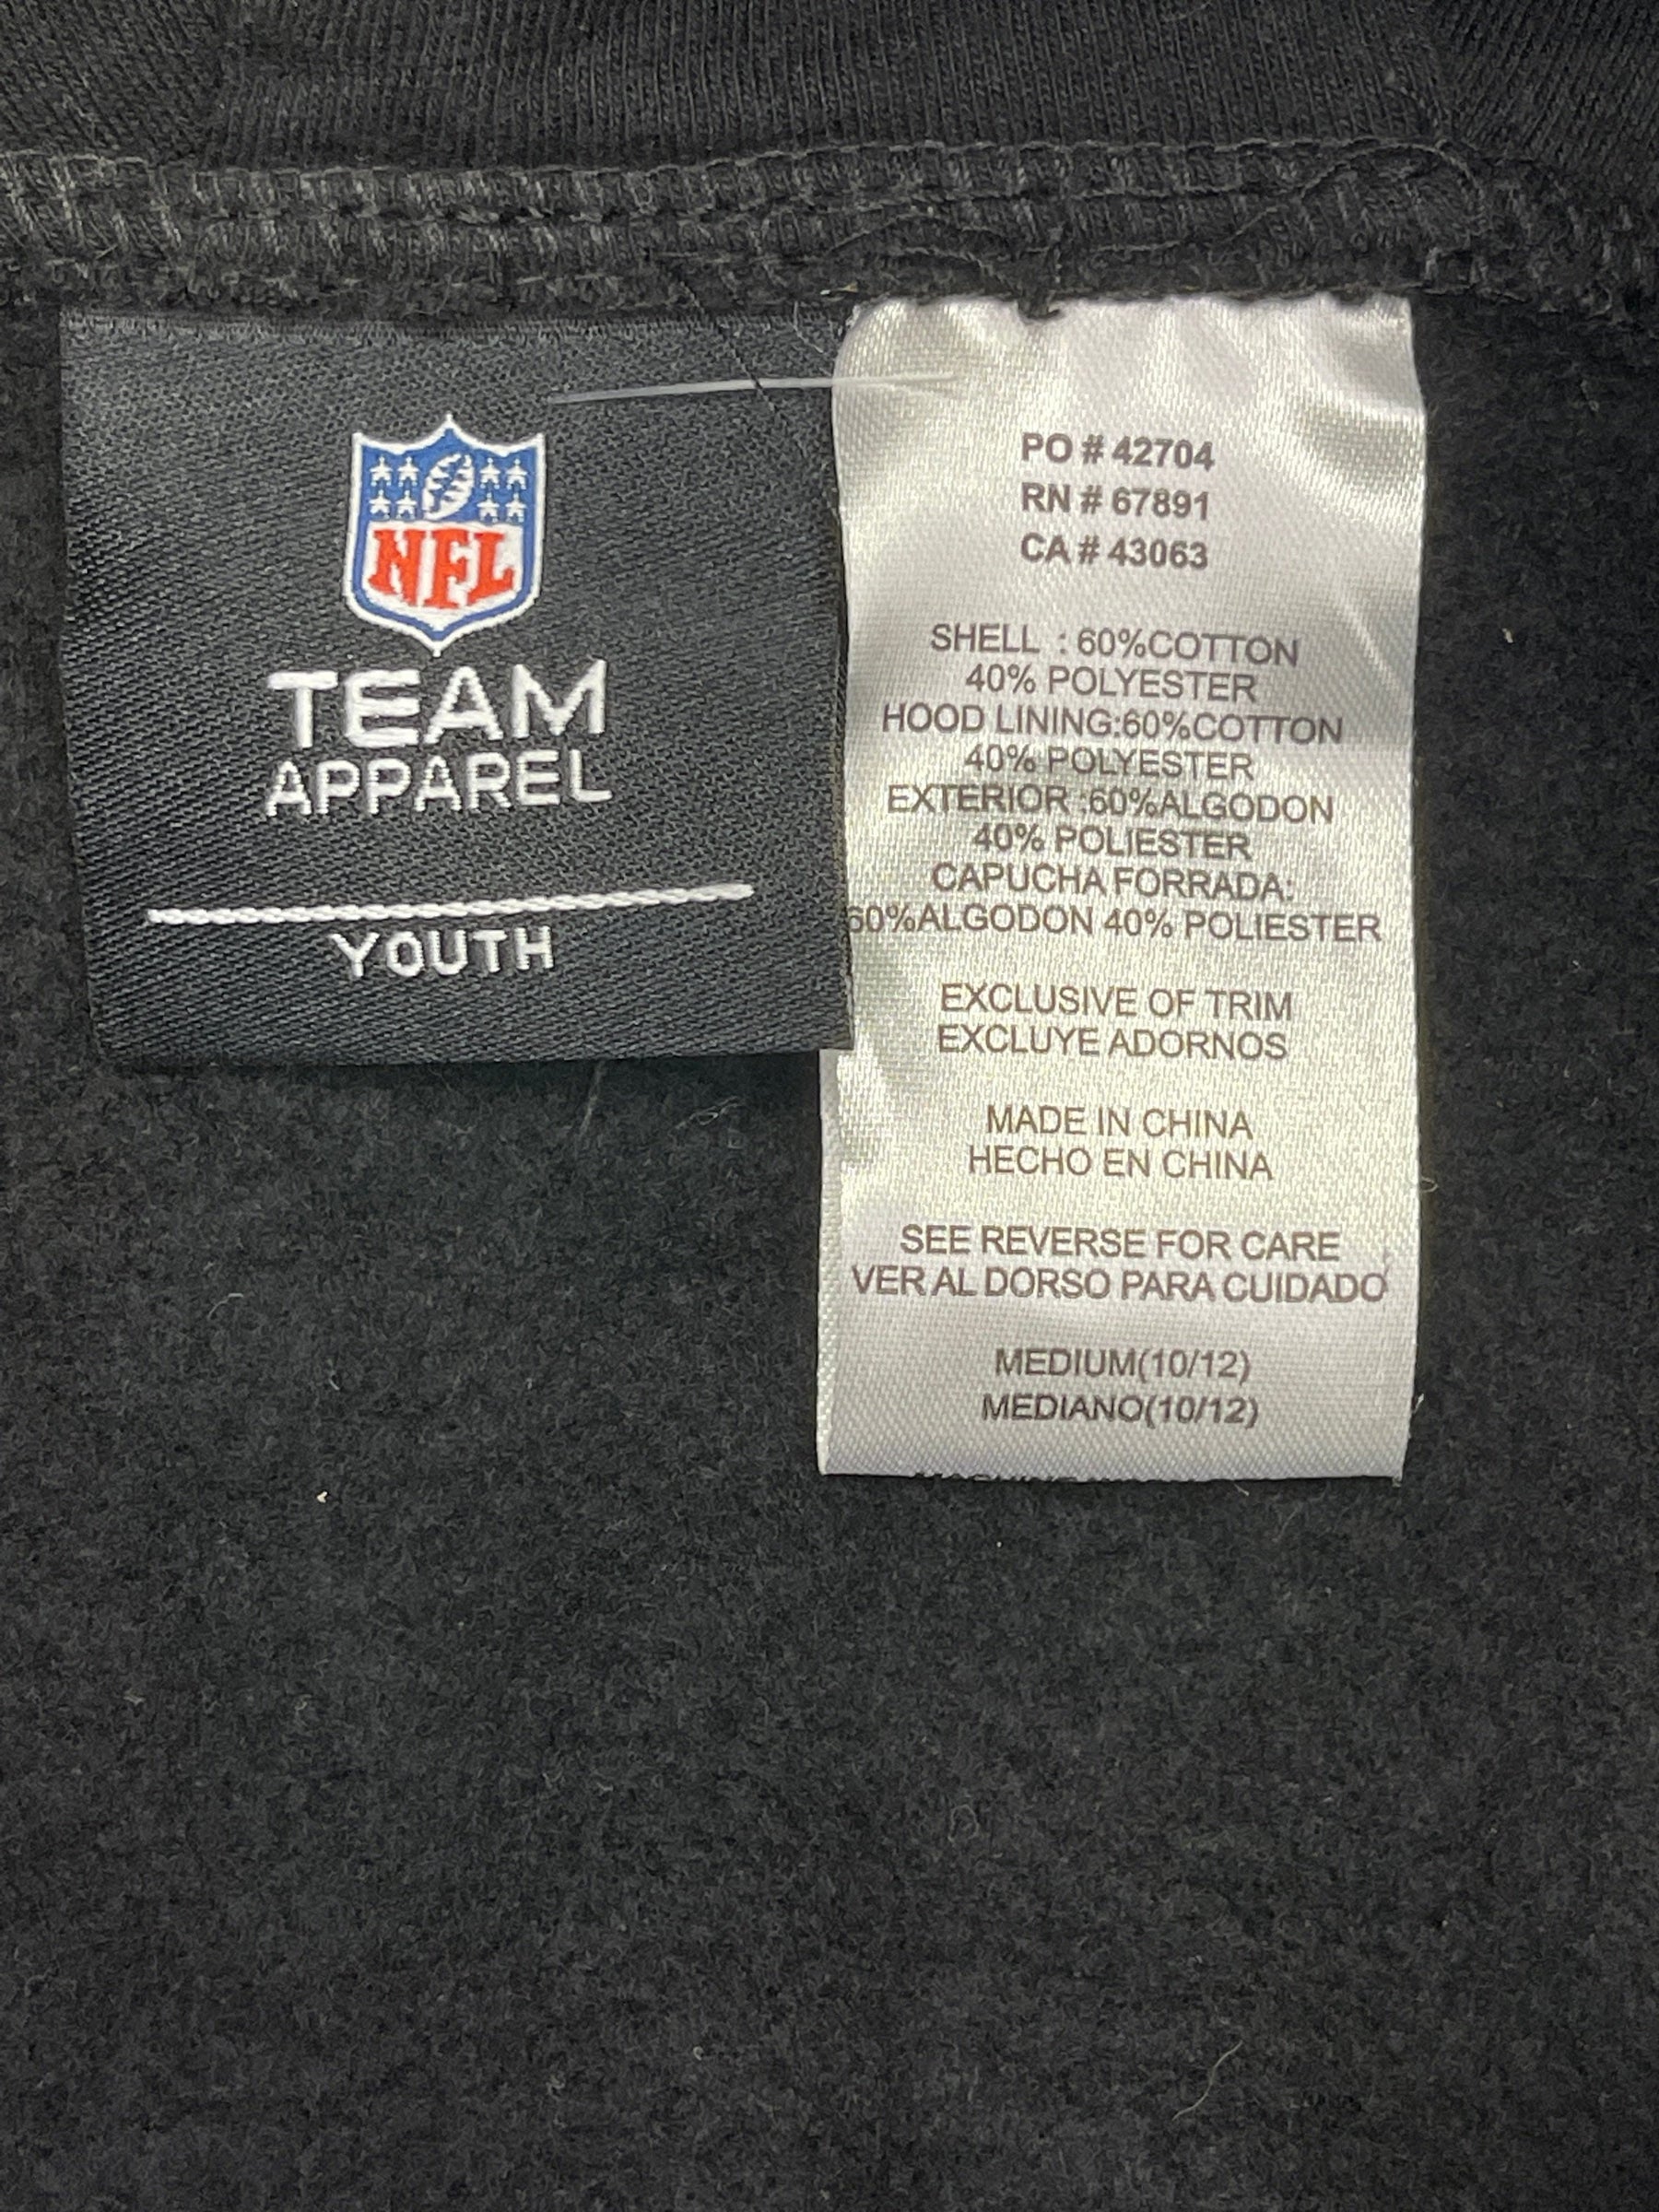 NFL
TEAM
APPAREL
YOUTH
PO # 42704
RN # 67891
CA # 43063
SHELL : 60%COTTON
40% POLYESTER
HOOD LINING:60%COTTON
40% POLYESTER
EXTERIOR :60%ALGODON
40% POLIESTER
CAPUCHA FORRADA:
60%ALGODON 40% POLIESTER
EXCLUSIVE OF TRIM
EXCLUYE ADORNOS
MADE IN CHINA
HECHO EN CHINA
SEE REVERSE FOR CARE
VER AL DORSO PARA CUIDADO
MEDIUM(10/12)
MEDIANO(10/12)